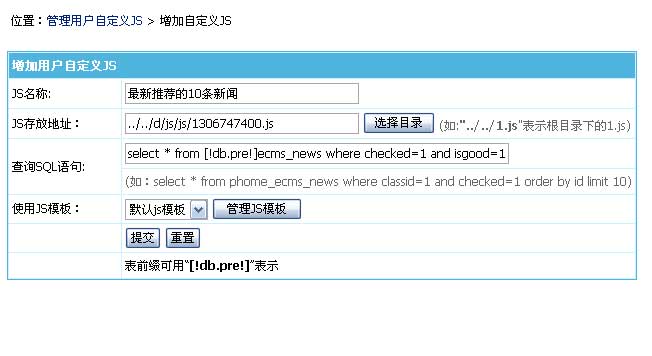 位置：管理用户自定义JS > 增加自定义JS
增加用户自定义JS
JS名称: 最新推荐的10条新闻
JS存放地址： ../../d/js/js/1306747400.js 选择目录 (如:"../../1.js"表示根目录下的1.js)
查询SQL语句: select * from [!db.pre!]ecms_news where checked=1 and isgood=1
(如：select * from phome_ecms_news where classid=1 and checked=1 order by id limit 10)
使用JS模板： 默认js模板 管理JS模板
提交 重置
表前缀可用"[!db.pre!]"表示